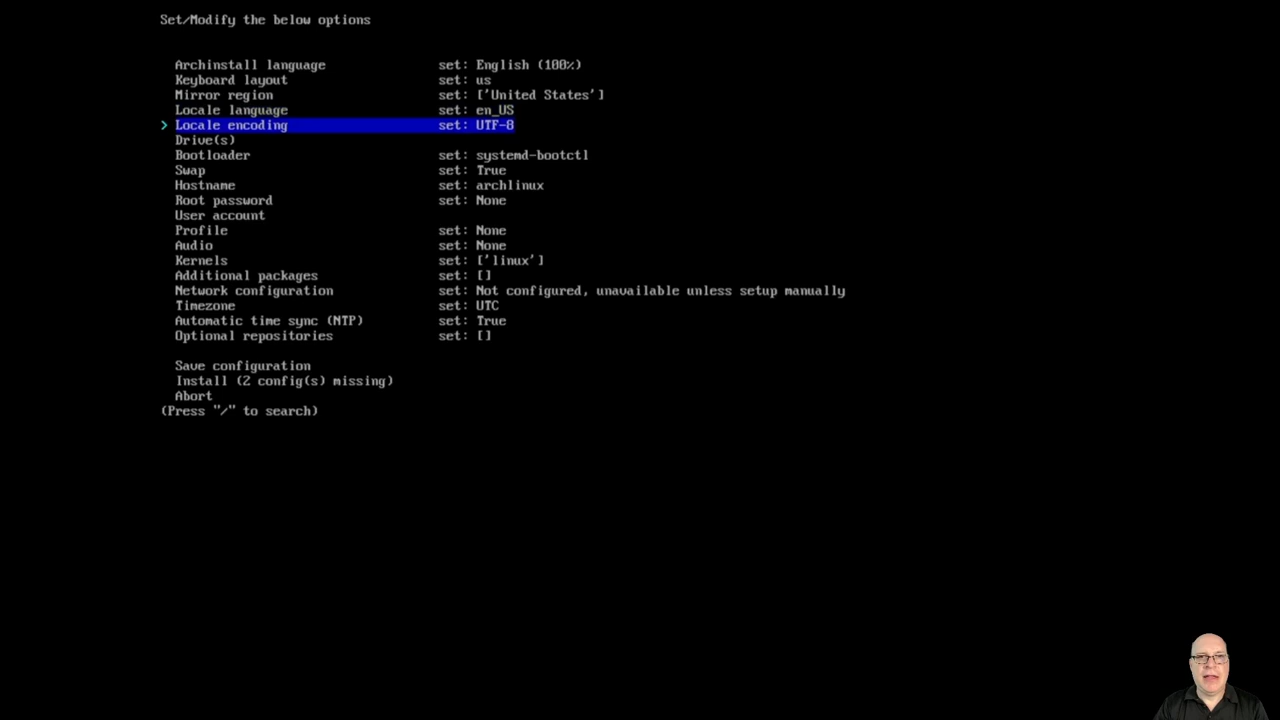 Set/Modify the below options
Archinstall language set: English (100%)
Keyboard layout set: us
Mirror region set: ['United States']
Locale language set: en_US
> Locale encoding set: UTF-8
Drive(s)
Bootloader set: systemd-bootctl
Swap set: True
Hostname set: archlinux
Root password set: None
User account
Profile set: None
Audio set: None
Kernels set: ['linux']
Additional packages set: []
Network configuration set: Not configured, unavailable unless setup manually
Timezone set: UTC
Automatic time sync (NTP) set: True
Optional repositories set: []
Save configuration
Install (2 config(s) missing)
Abort
(Press "/" to search)